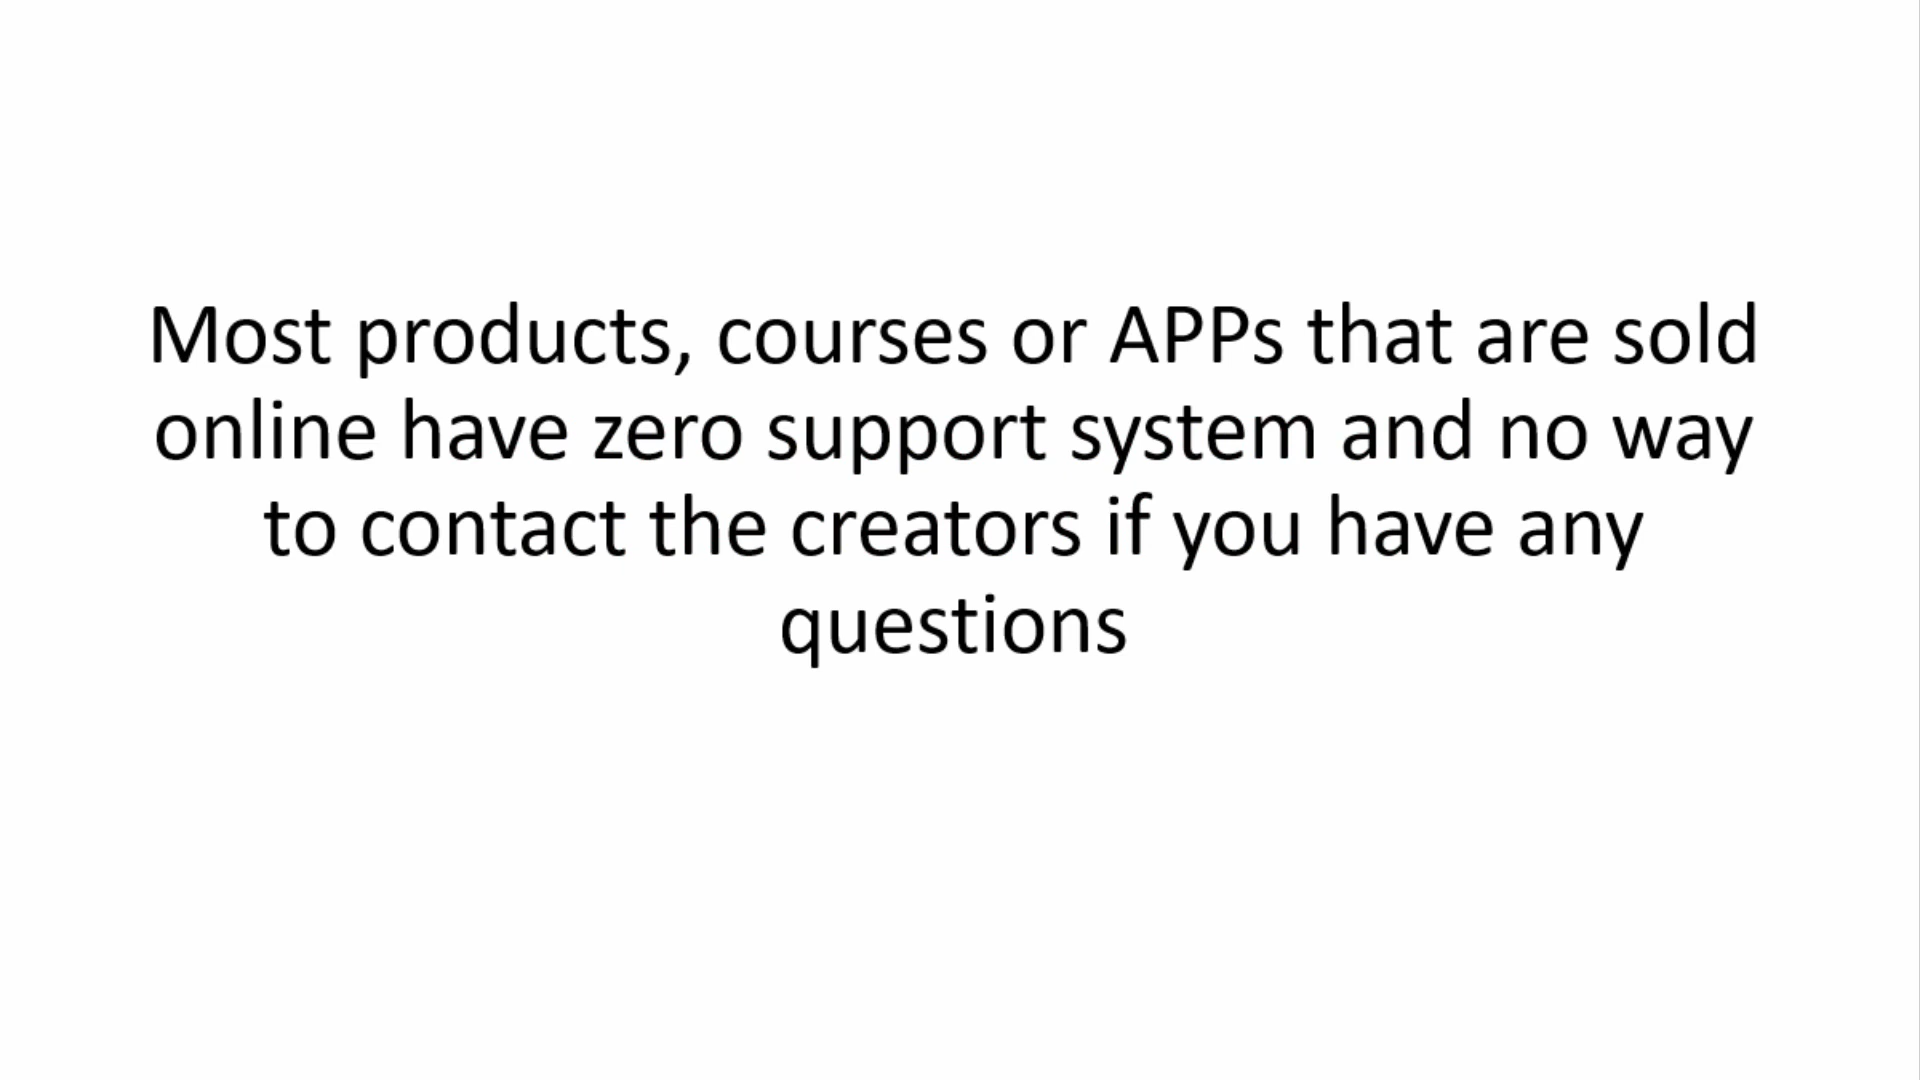 Most products, courses or APPs that are sold
online have zero support system and no way
to contact the creators if you have any
questions